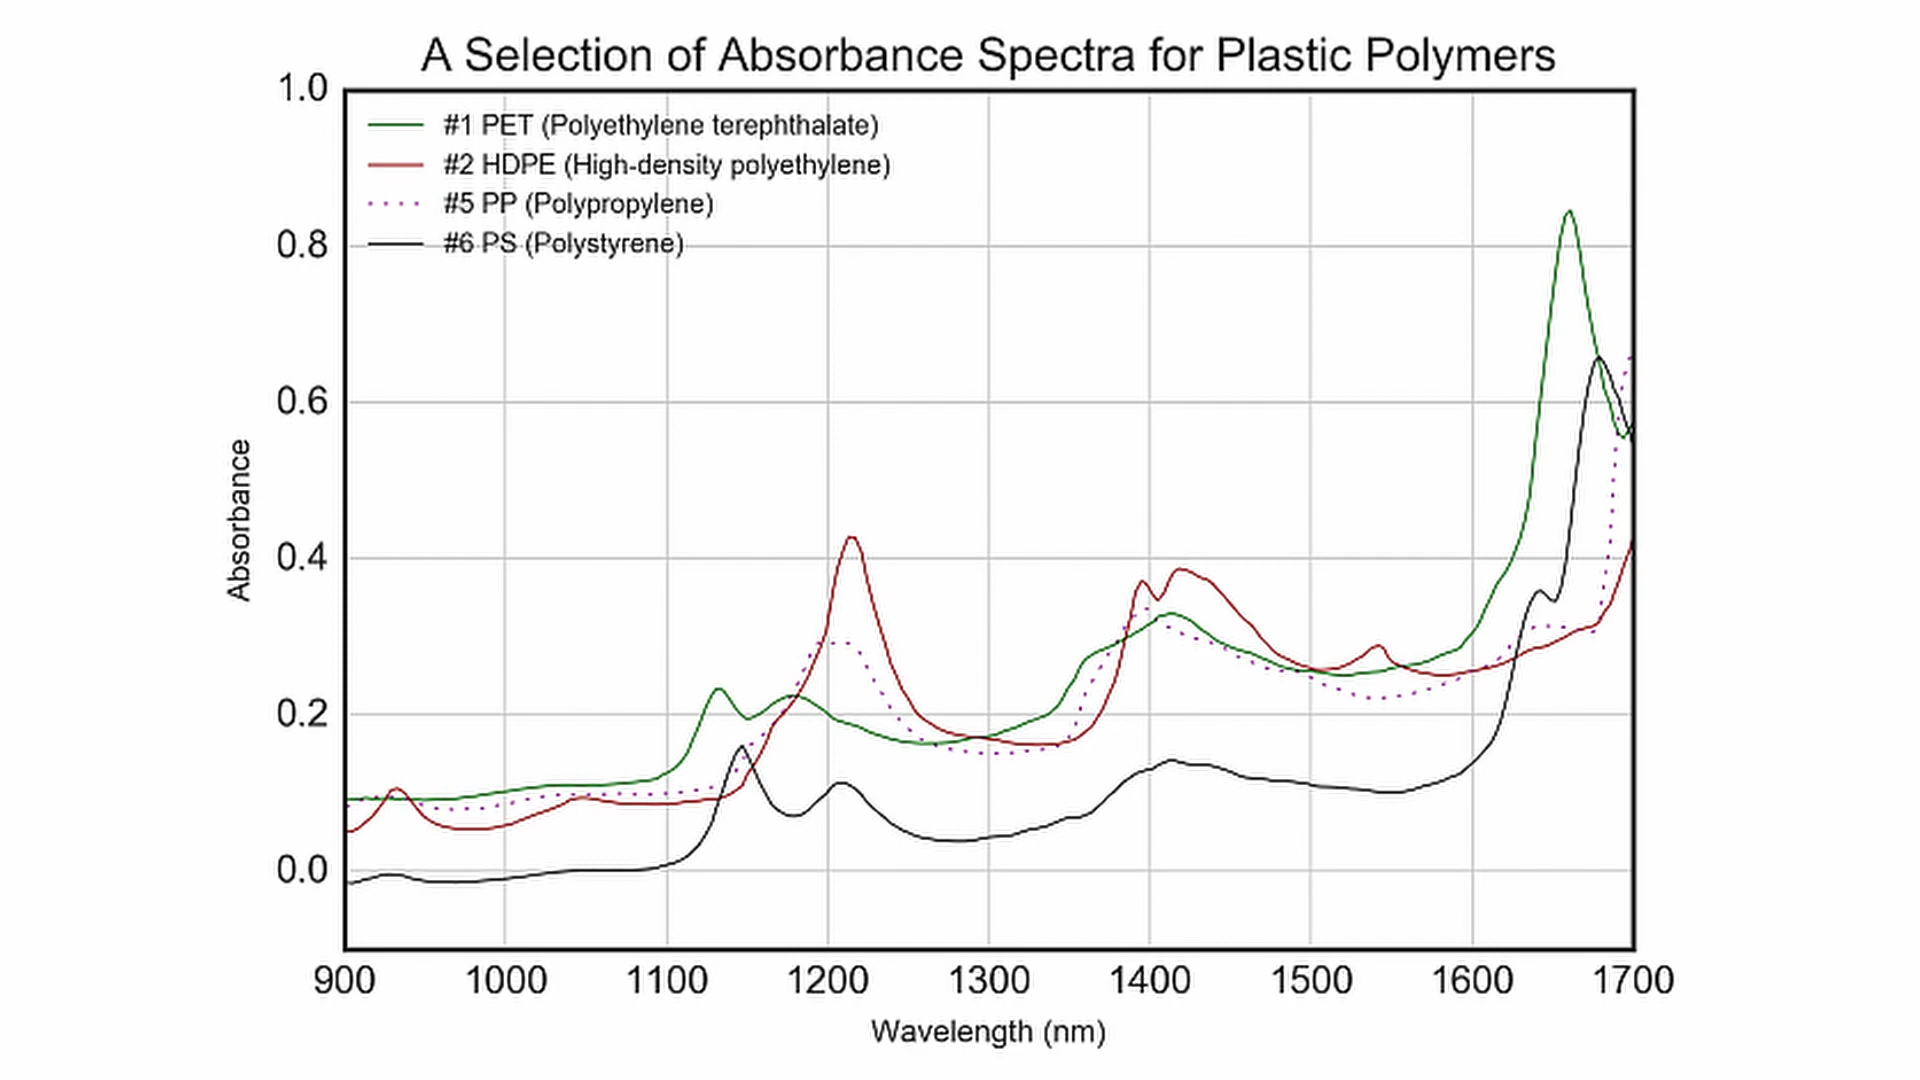 A Selection of Absorbance Spectra for Plastic Polymers
1.0
#1 PET (Polyethylene terephthalate)
#2 HDPE (High-density polyethylene)
#5 PP (Polypropylene)
#6 PS (Polystyrene)
0.8
0.6
0.4
0.2
0.0
Absorbance
900 1000 1100 1200 1300 1400 1500 1600 1700
Wavelength (nm)